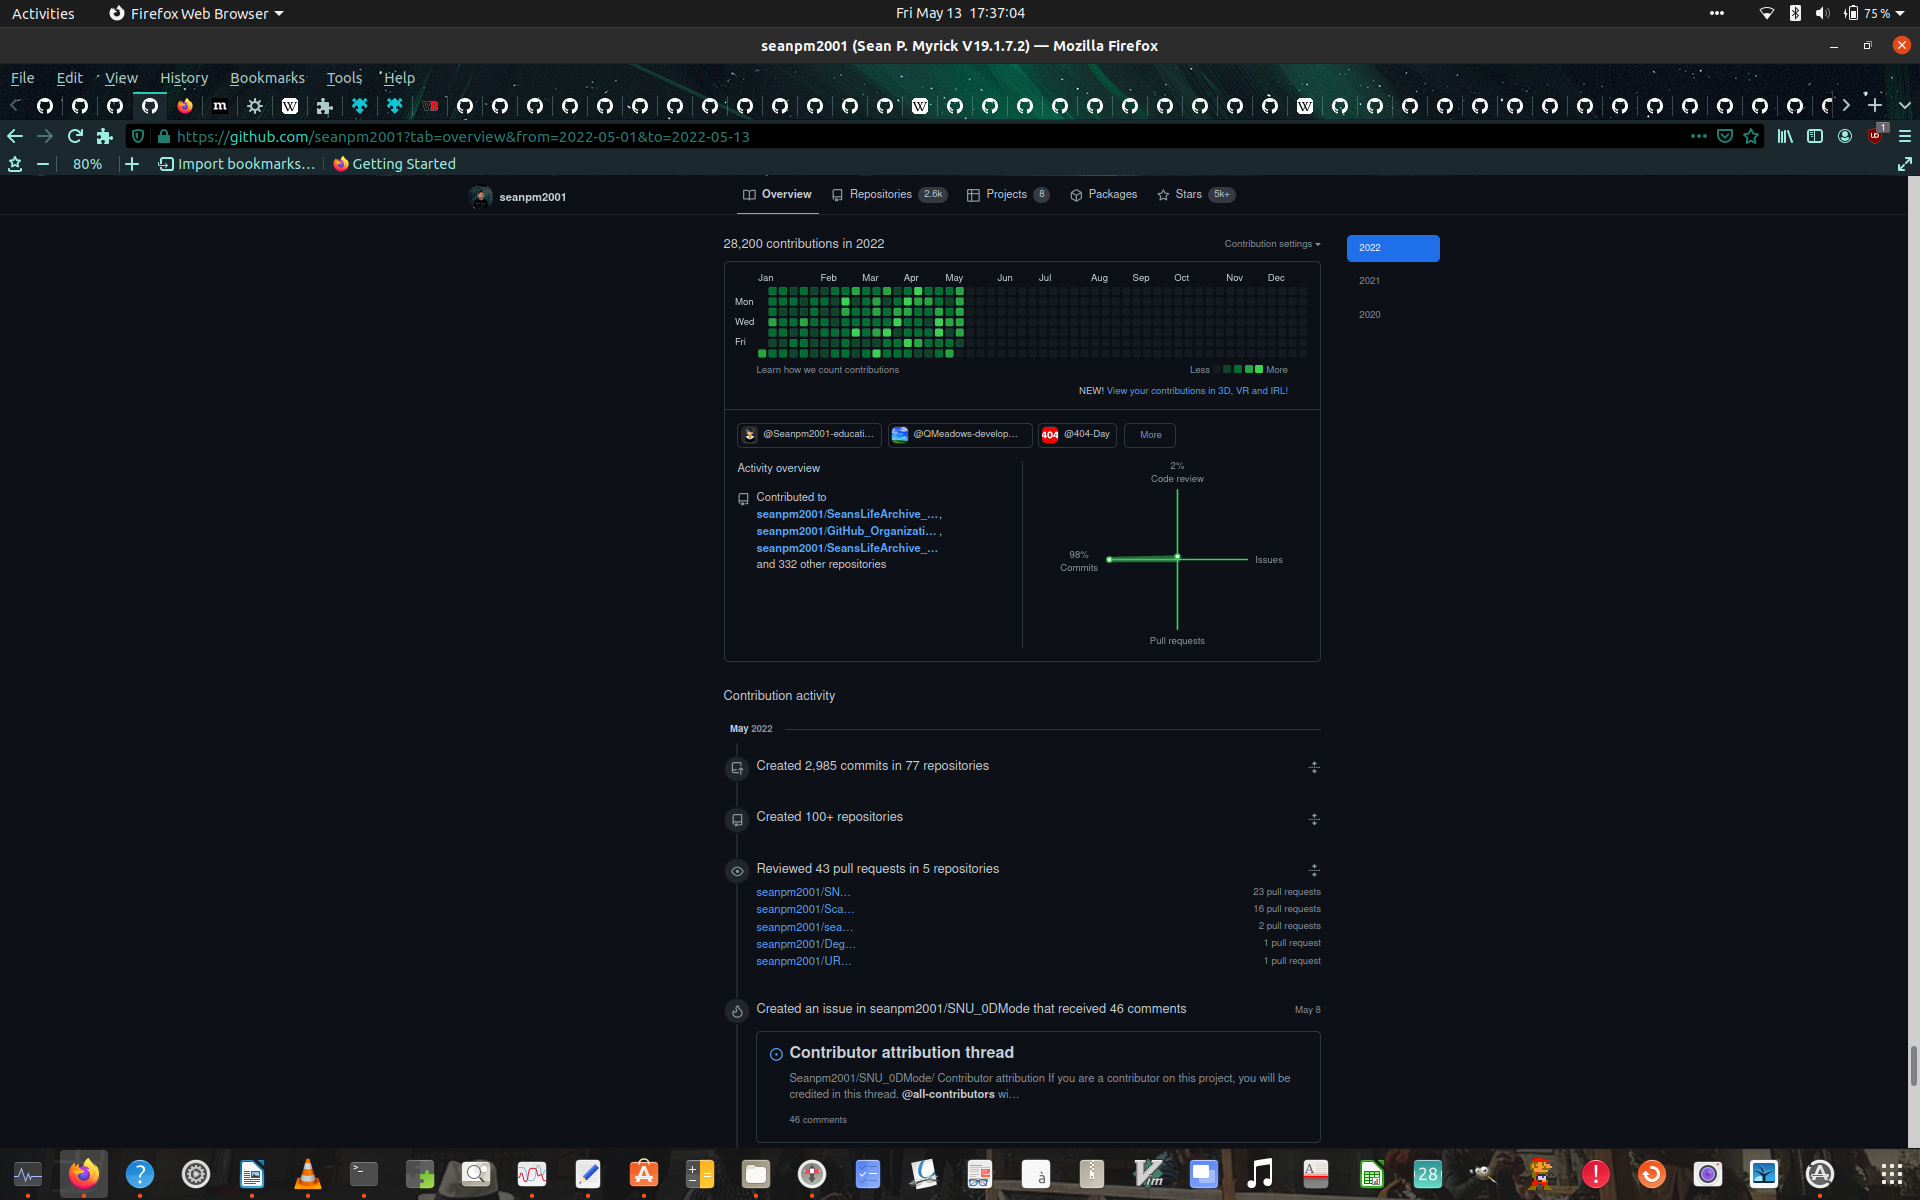 Activities
Firefox Web Browser
Fri May 13 17:37:04
75 %
seanpm2001 (Sean P. Myrick V19.1.7.2) — Mozilla Firefox
File Edit View History Bookmarks Tools Help
https://github.com/seanpm2001?tab=overview&from=2022-05-01&to=2022-05-13
1
80%
Import bookmarks...
Getting Started
seanpm2001
Overview
Repositories 2.6k
Projects 8
Packages
Stars 5k+
28,200 contributions in 2022
Contribution settings
2022
2021
2020
Jan Feb Mar Apr May Jun Jul Aug Sep Oct Nov Dec
Mon
Wed
Fri
Learn how we count contributions
Less More
NEW! View your contributions in 3D, VR and IRL!
@Seanpm2001-educati...
@QMeadows-develop...
404 @404-Day
More
Activity overview
Contributed to
seanpm2001/SeansLifeArchive_...,
seanpm2001/GitHub_Organizati... ,
seanpm2001/SeansLifeArchive_...
and 332 other repositories
2%
Code review
98%
Commits
Issues
Pull requests
Contribution activity
May 2022
Created 2,985 commits in 77 repositories
Created 100+ repositories
Reviewed 43 pull requests in 5 repositories
seanpm2001/SN... 23 pull requests
seanpm2001/Sca... 16 pull requests
seanpm2001/sea... 2 pull requests
seanpm2001/Deg... 1 pull request
seanpm2001/UR... 1 pull request
Created an issue in seanpm2001/SNU_0DMode that received 46 comments
May 8
Contributor attribution thread
Seanpm2001/SNU_0DMode/ Contributor attribution If you are a contributor on this project, you will be
credited in this thread. @all-contributors wi...
46 comments
28